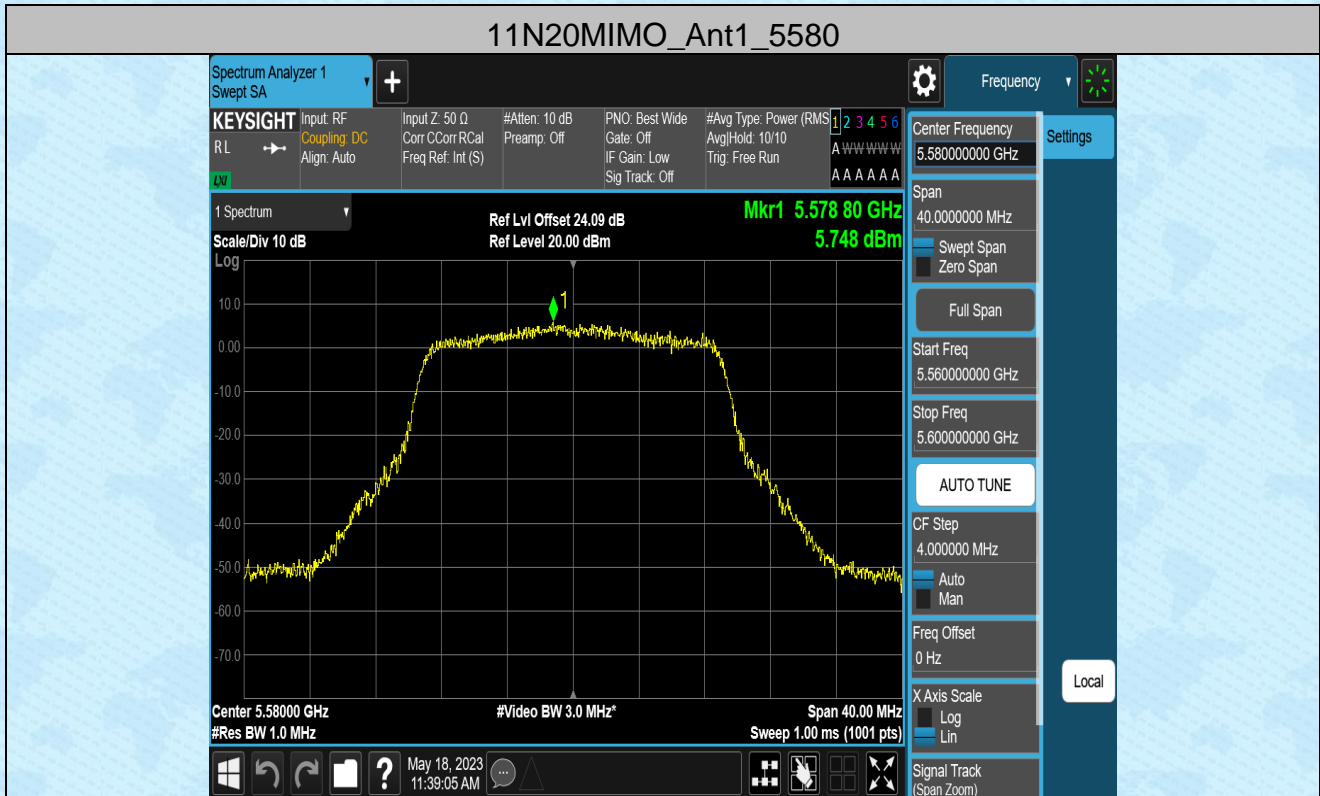 11N20MIMO_Ant1_5580
Spectrum Analyzer 1
Swept SA
Frequency
KEYSIGHT
R L
LXI
Input: RF
Coupling: DC
Align: Auto
Input Z: 50 Ω
Corr CCorr RCal
Freq Ref: Int (S)
#Atten: 10 dB
Preamp: Off
PNO: Best Wide
Gate: Off
IF Gain: Low
Sig Track: Off
#Avg Type: Power (RMS
Avg|Hold: 10/10
Trig: Free Run
1 2 3 4 5 6
A W W W W W
A A A A A A
1 Spectrum
Scale/Div 10 dB
Ref Lvl Offset 24.09 dB
Ref Level 20.00 dBm
Mkr1 5.578 80 GHz
5.748 dBm
Log
1
10.0
0.00
-10.0
-20.0
-30.0
-40.0
-50.0
-60.0
-70.0
Center 5.58000 GHz
#Res BW 1.0 MHz
#Video BW 3.0 MHz*
Span 40.00 MHz
Sweep 1.00 ms (1001 pts)
Center Frequency
5.580000000 GHz
Settings
Span
40.0000000 MHz
Swept Span
Zero Span
Full Span
Start Freq
5.560000000 GHz
Stop Freq
5.600000000 GHz
AUTO TUNE
CF Step
4.000000 MHz
Auto
Man
Freq Offset
0 Hz
X Axis Scale
Log
Lin
Local
Signal Track
(Span Zoom)
?
May 18, 2023
11:39:05 AM